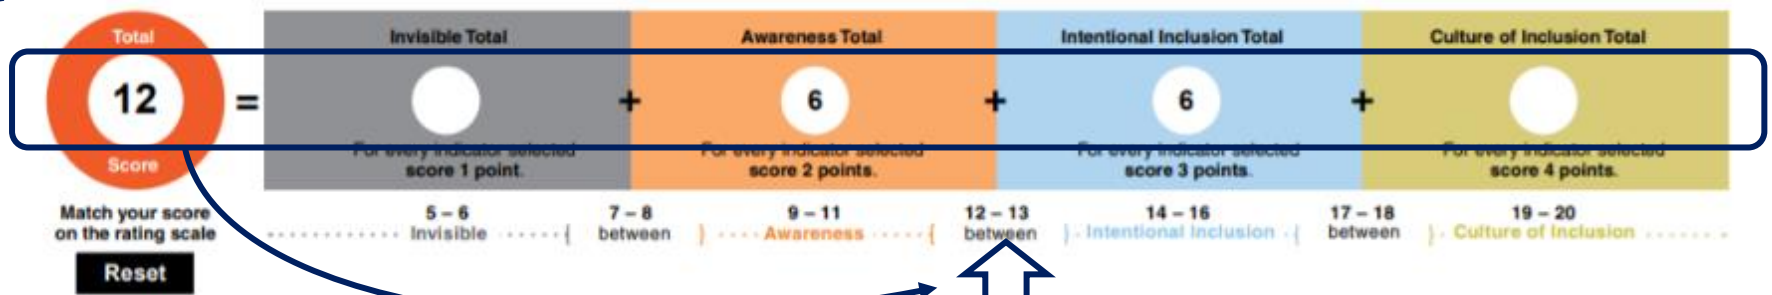 Total
12
Score
=
Invisible Total
For every indicator selected
score 1 point.
+
Awareness Total
6
For every indicator selected
score 2 points.
+
Intentional Inclusion Total
6
For every indicator selected
score 3 points.
+
Culture of Inclusion Total
For every indicator selected
score 4 points.
Match your score
on the rating scale
5 – 6
Invisible
7 – 8
between
9 – 11
Awareness
12 – 13
between
14 – 16
Intentional Inclusion
17 – 18
between
19 – 20
Culture of Inclusion
Reset